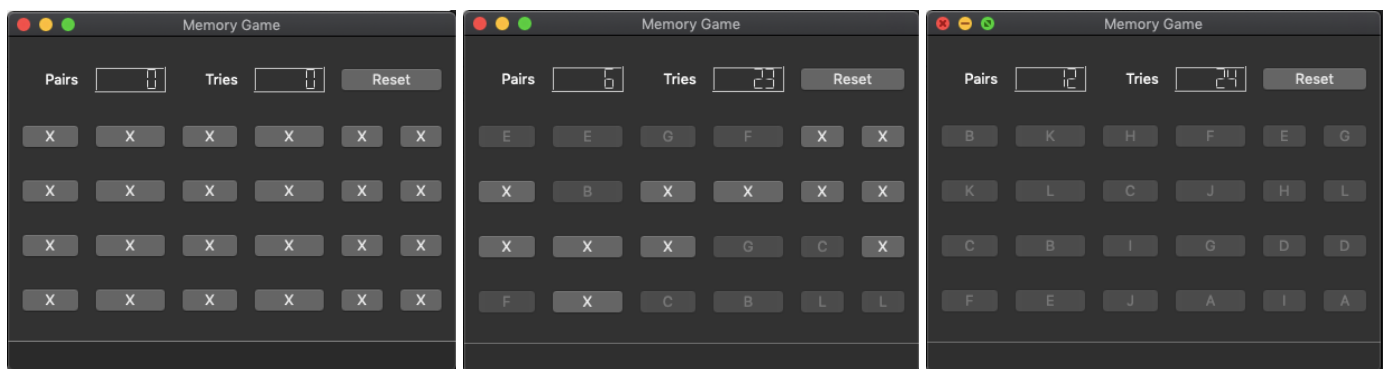 Memory Game
Pairs 0 Tries 0 Reset
X X X X X X
X X X X X X
X X X X X X
X X X X X X
Memory Game
Pairs 6 Tries 23 Reset
E E G F X X
X B X X X X
X X X G C X
F X C B L L
Memory Game
Pairs 12 Tries 24 Reset
B K H F E G
K L C J H L
C B I G D D
F E J A I A